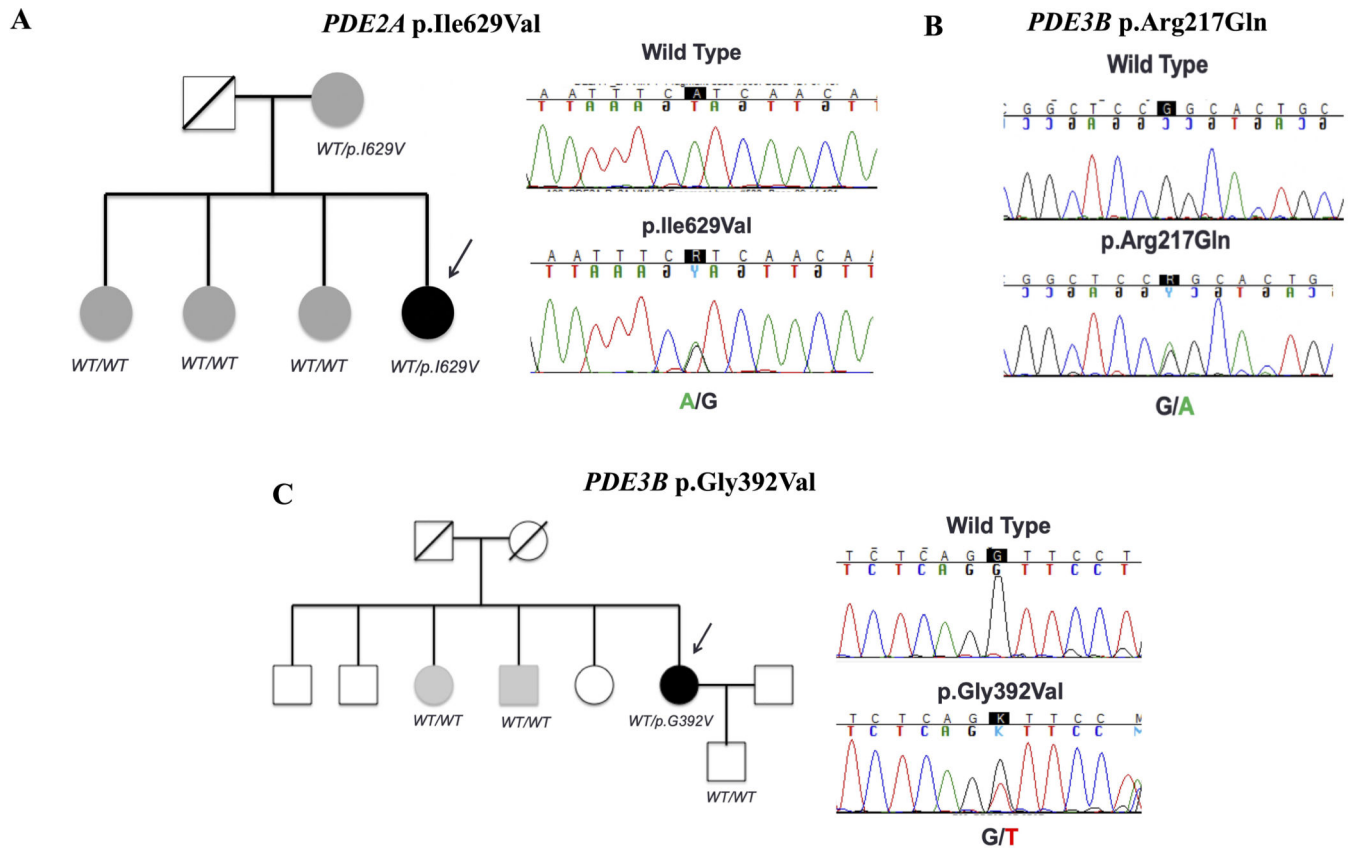 A
PDE2A p.Ile629Val
WT/p.I629V
WT/WT
WT/WT
WT/WT
WT/p.I629V
Wild Type
A A T T T C A T C A A C A
T T A A A G T A G T T G T T
p.Ile629Val
A A T T T C R T C A A C A A
T T A A A G Y A G T T G T T
A/G
B
PDE3B p.Arg217Gln
Wild Type
C G G C T C C G G C A C T G C
C C G A G G C C G T G A C G
p.Arg217Gln
G G C T C C R G C A C T G
C C G A G G Y C G T G A C
G/A
C
PDE3B p.Gly392Val
WT/WT
WT/WT
WT/p.G392V
WT/WT
Wild Type
T C T C A G G T T C C T
T C T C A G G T T C C T
p.Gly392Val
T C T C A G K T T C C M
T C T C A G K T T C C M
G/T